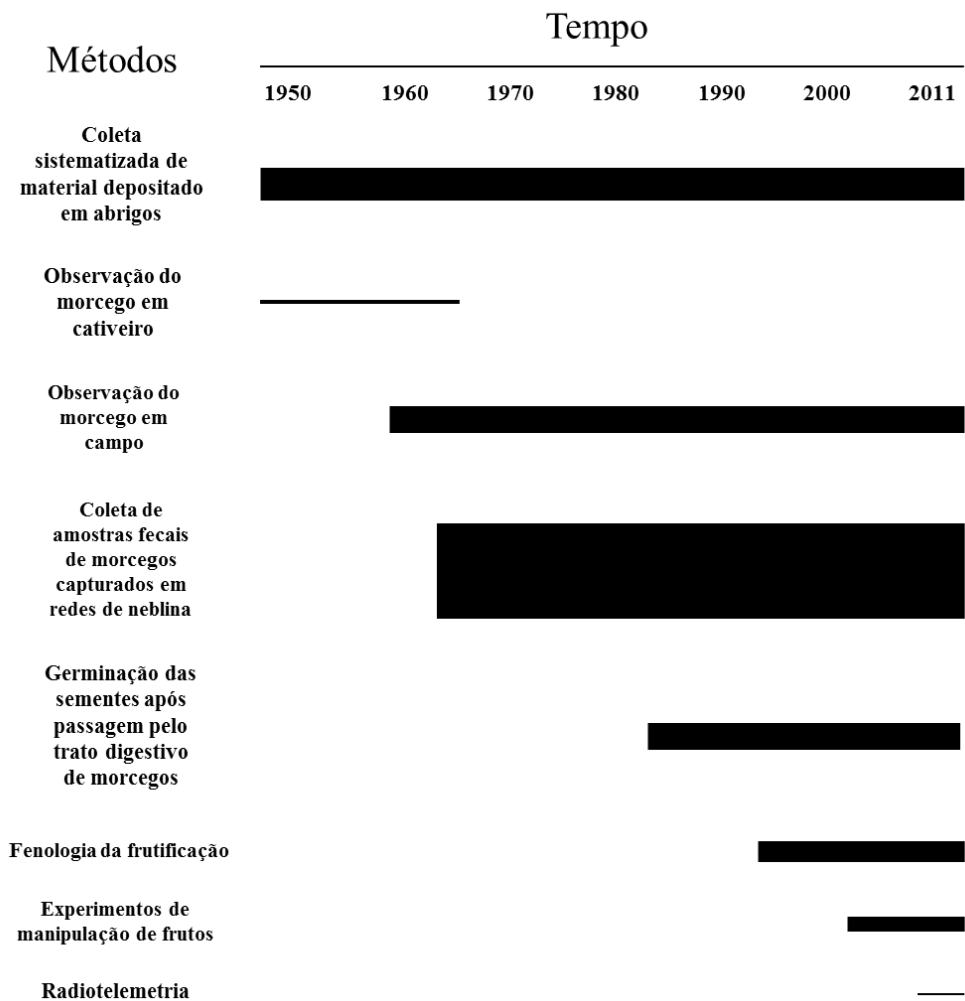 Tempo
Métodos
1950 1960 1970 1980 1990 2000 2011
Coleta
sistematizada de
material depositado
em abrigos
Observação do
morcego em
cativeiro
Observação do
morcego em
campo
Coleta de
amostras fecais
de morcegos
capturados em
redes de neblina
Germinação das
sementes após
passagem pelo
trato digestivo
de morcegos
Fenologia da frutificação
Experimentos de
manipulação de frutos
Radiotelemetria